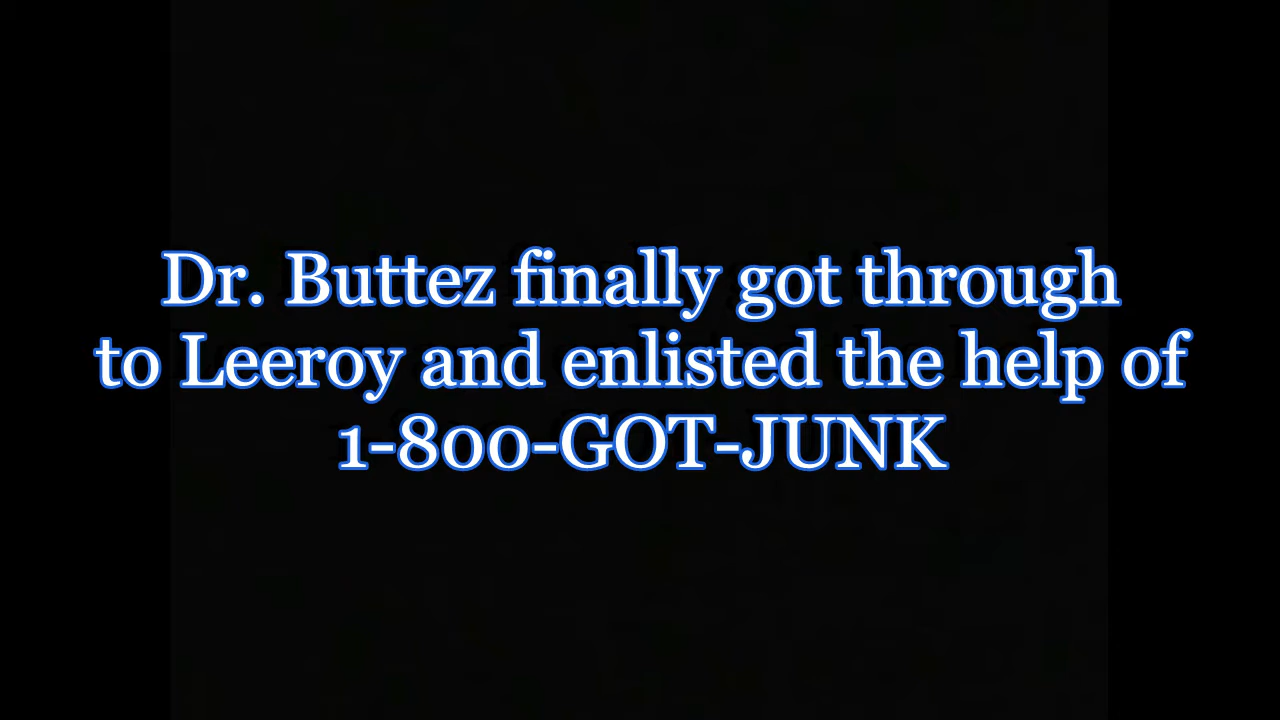 Dr. Buttez finally got through
to Leeroy and enlisted the help of
1-800-GOT-JUNK